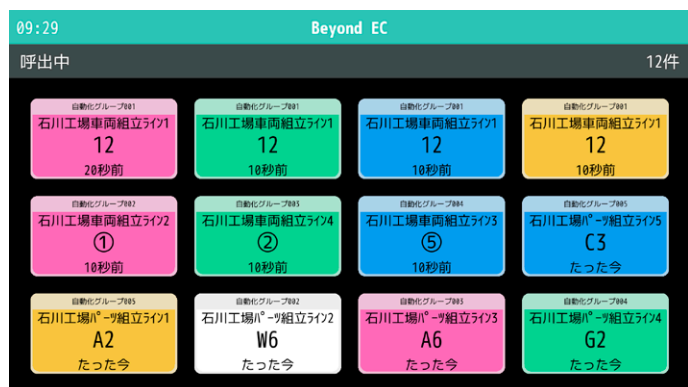 09:29 Beyond EC
呼出中 12件
自動化グループ001 自動化グループ001 自動化グループ001 自動化グループ001
石川工場車両組立ﾗｲﾝ1 石川工場車両組立ﾗｲﾝ1 石川工場車両組立ﾗｲﾝ1 石川工場車両組立ﾗｲﾝ1
12 12 12 12
20秒前 10秒前 10秒前 10秒前
自動化グループ002 自動化グループ003 自動化グループ004 自動化グループ005
石川工場車両組立ﾗｲﾝ2 石川工場車両組立ﾗｲﾝ4 石川工場車両組立ﾗｲﾝ3 石川工場ﾊﾟｰﾂ組立ﾗｲﾝ5
① ② ⑤ C3
10秒前 10秒前 10秒前 たった今
自動化グループ005 自動化グループ002 自動化グループ005 自動化グループ004
石川工場ﾊﾟｰﾂ組立ﾗｲﾝ1 石川工場ﾊﾟｰﾂ組立ﾗｲﾝ2 石川工場ﾊﾟｰﾂ組立ﾗｲﾝ3 石川工場ﾊﾟｰﾂ組立ﾗｲﾝ4
A2 W6 A6 G2
たった今 たった今 たった今 たった今